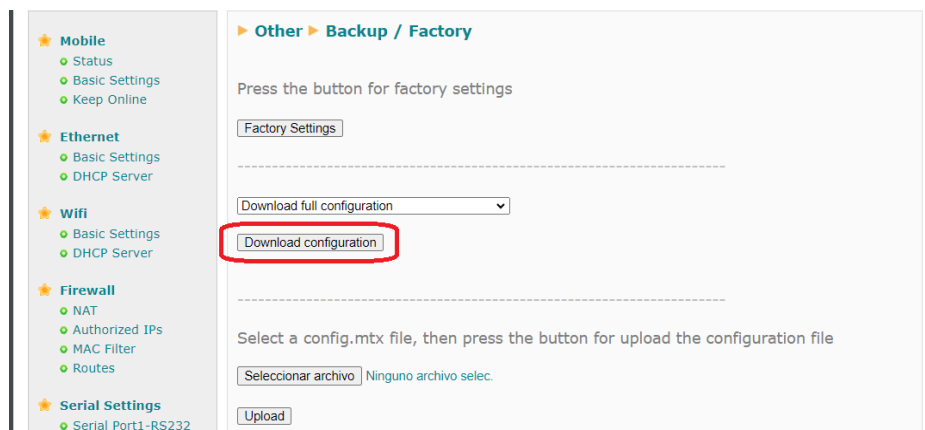 Mobile
Status
Basic Settings
Keep Online
Ethernet
Basic Settings
DHCP Server
Wifi
Basic Settings
DHCP Server
Firewall
NAT
Authorized IPs
MAC Filter
Routes
Serial Settings
Serial Port1-RS232
Other Backup / Factory
Press the button for factory settings
Factory Settings
Download full configuration
Download configuration
Select a config.mtx file, then press the button for upload the configuration file
Seleccionar archivo Ninguno archivo selec.
Upload